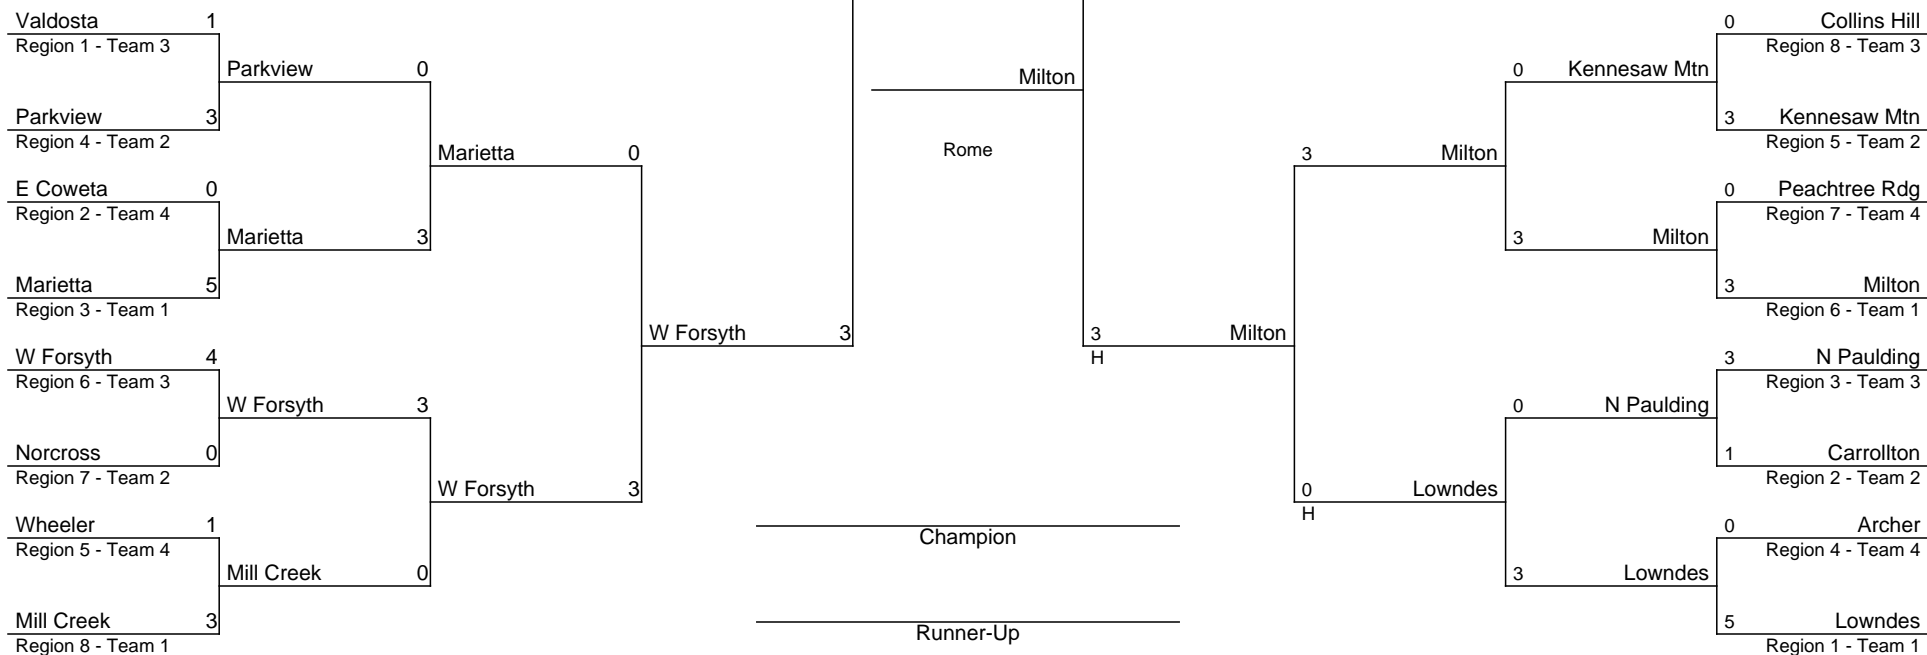 Valdosta 1
Region 1 - Team 3
Parkview 0
Parkview 3
Region 4 - Team 2
Marietta 0
E Coweta 0
Region 2 - Team 4
Marietta 3
Marietta 5
Region 3 - Team 1
W Forsyth 3
W Forsyth 4
Region 6 - Team 3
W Forsyth 3
Norcross 0
Region 7 - Team 2
W Forsyth 3
Wheeler 1
Region 5 - Team 4
Mill Creek 0
Mill Creek 3
Region 8 - Team 1
Milton
Rome
Champion
Runner-Up
0 Collins Hill
Region 8 - Team 3
0 Kennesaw Mtn
3 Kennesaw Mtn
Region 5 - Team 2
3 Milton
0 Peachtree Rdg
Region 7 - Team 4
3 Milton
3 Milton
Region 6 - Team 1
3 Milton
H
3 N Paulding
Region 3 - Team 3
0 N Paulding
1 Carrollton
Region 2 - Team 2
0 Lowndes
H
0 Archer
Region 4 - Team 4
3 Lowndes
5 Lowndes
Region 1 - Team 1